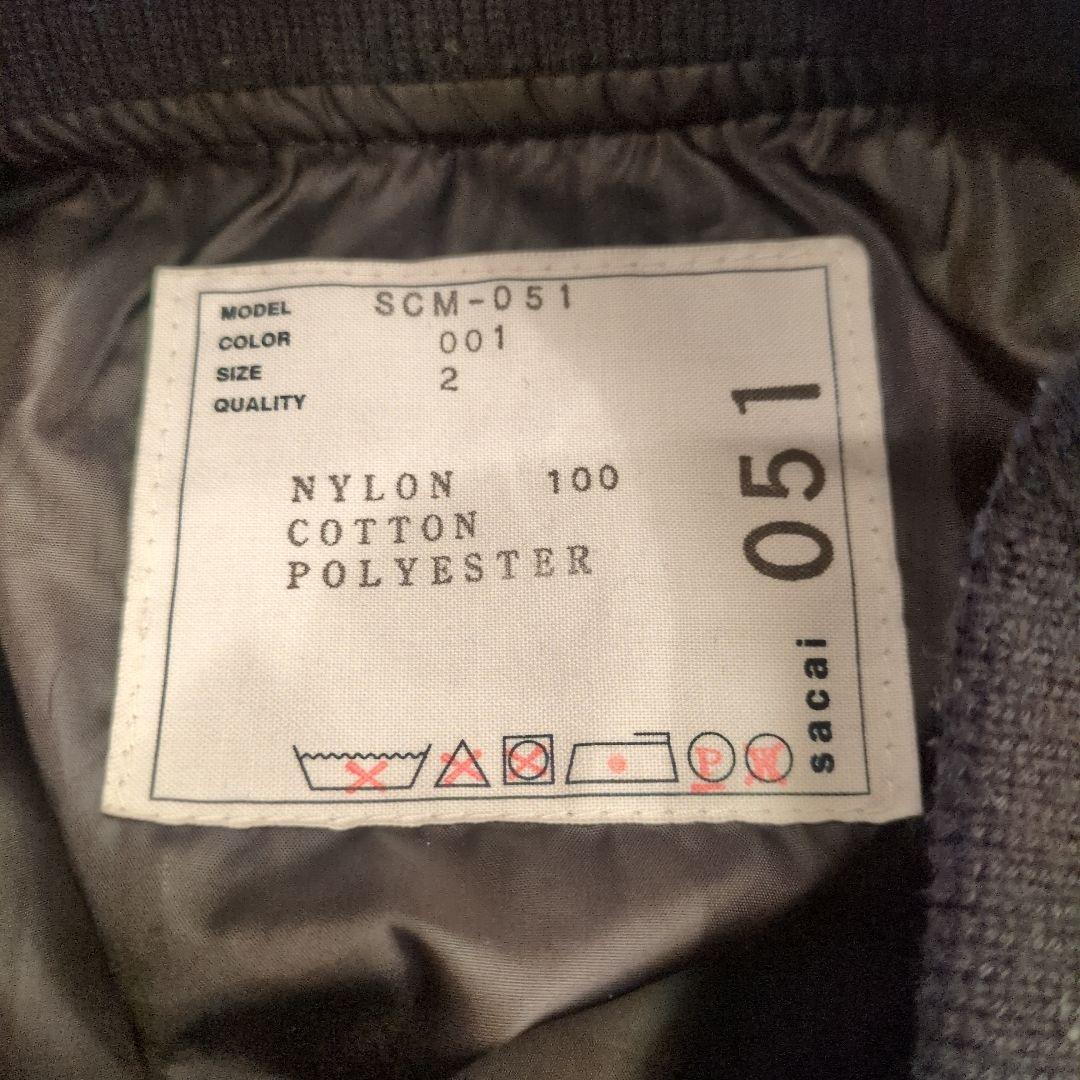 MODEL SCM-051
COLOR 001
SIZE 2
QUALITY
NYLON 100
COTTON
POLYESTER
P W
sacai 051